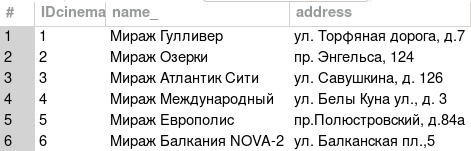 # IDcinema name_ address
1 1 Мираж Гулливер ул. Торфяная дорога, д.7
2 2 Мираж Озерки пр. Энгельса, 124
3 3 Мираж Атлантик Сити ул. Савушкина, д. 126
4 4 Мираж Международный ул. Белы Куна ул., д. 3
5 5 Мираж Европолис пр.Полюстровский, д.84а
6 6 Мираж Балкания NOVA-2 ул. Балканская пл.,5